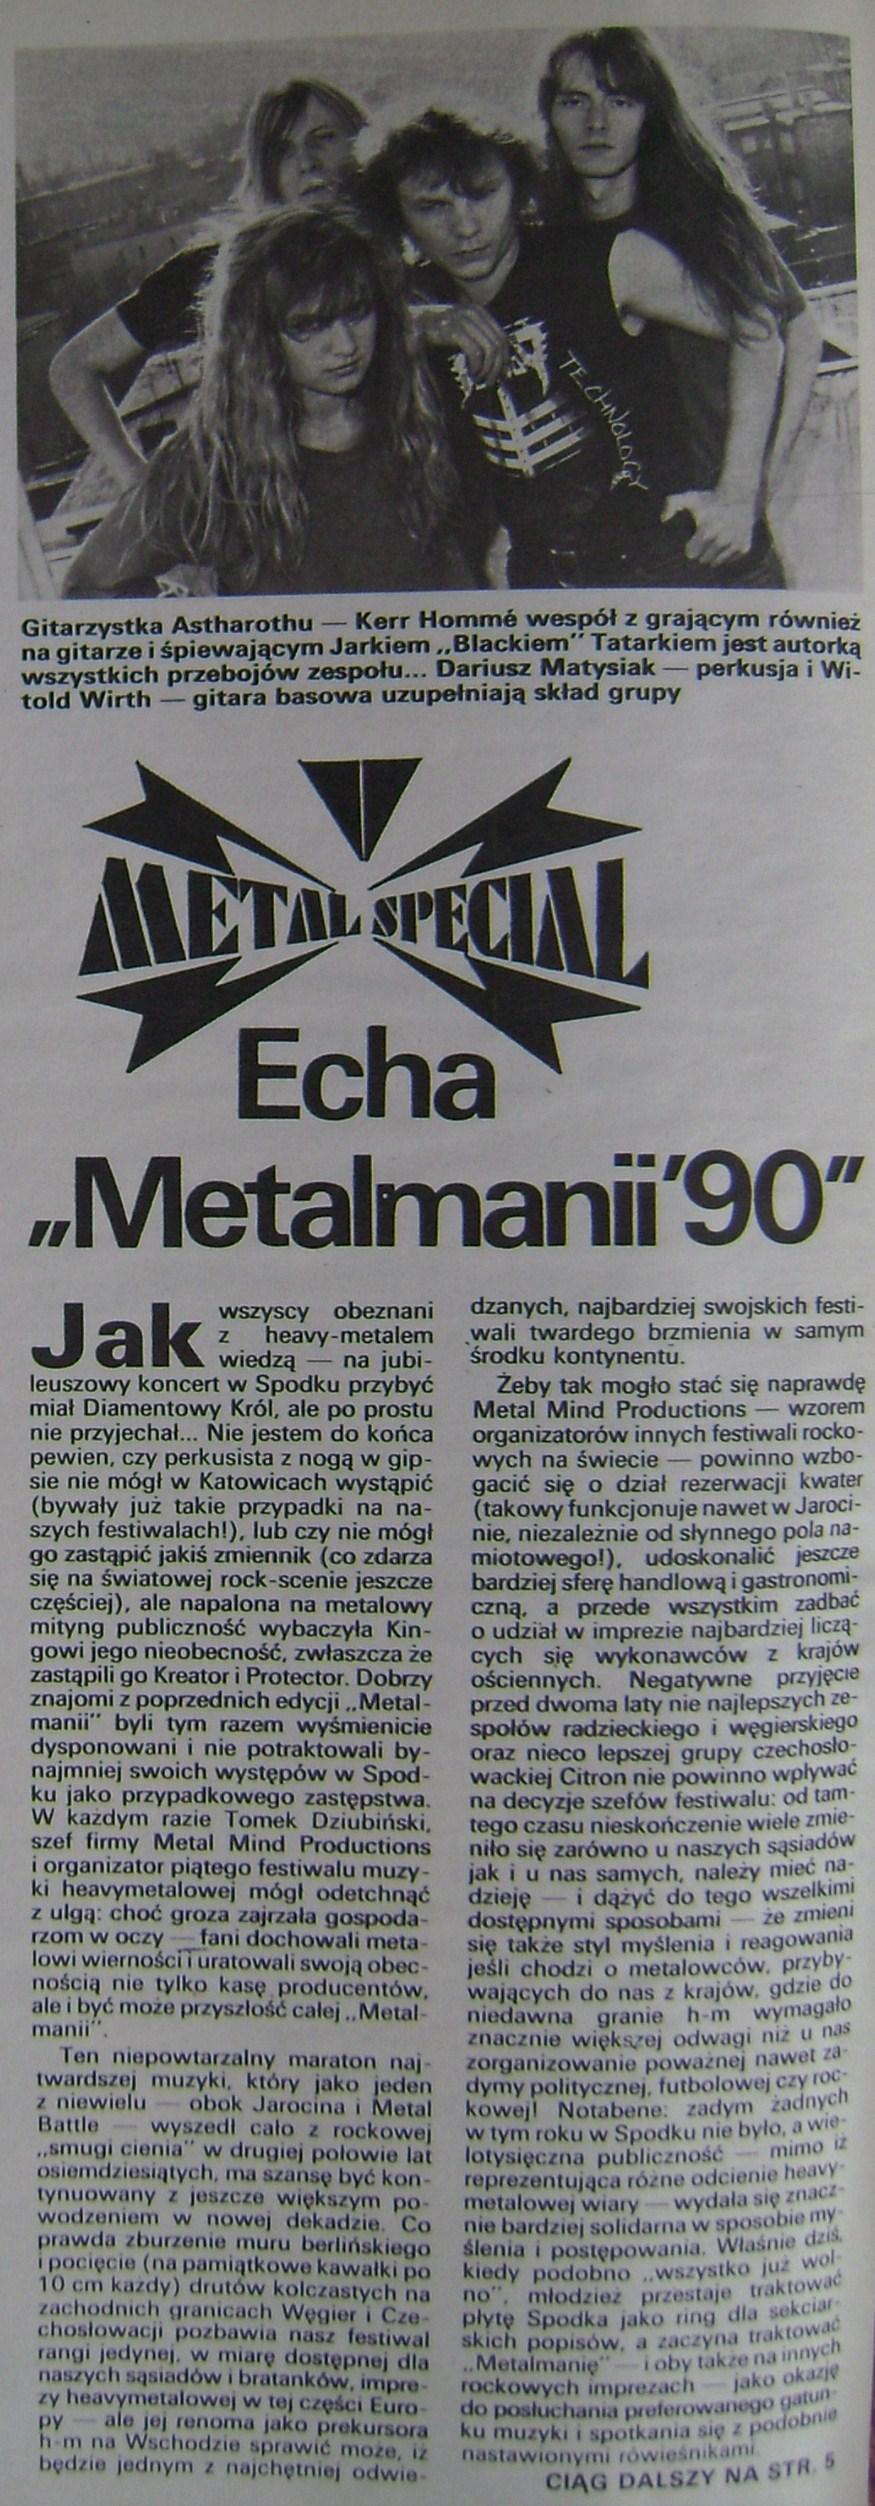 TECHNOLOGY
Gitarzystka Astharothu — Kerr Hommé wespół z grającym również
na gitarze i śpiewającym Jarkiem „Blackiem" Tatarkiem jest autorką
wszystkich przebojów zespołu... Dariusz Matysiak — perkusja i Wi-
told Wirth — gitara basowa uzupełniają skład grupy
METAL SPECIAL
Echa
„Metalmanii'90"
Jak wszyscy obeznani
z heavy-metalem
wiedzą — na jubi-
leuszowy koncert w Spodku przybyć
miał Diamentowy Król, ale po prostu
nie przyjechał... Nie jestem do końca
pewien, czy perkusista z nogą w gip-
sie nie mógł w Katowicach wystąpić
(bywały już takie przypadki na na-
szych festiwalach!), lub czy nie mógł
go zastąpić jakiś zmiennik (co zdarza
się na światowej rock-scenie jeszcze
częściej), ale napalona na metalowy
mityng publiczność wybaczyła Kin-
gowi jego nieobecność, zwłaszcza że
zastąpili go Kreator i Protector. Dobrzy
znajomi z poprzednich edycji „Metal-
manii" byli tym razem wyśmienicie
dysponowani i nie potraktowali by-
najmniej swoich występów w Spod-
ku jako przypadkowego zastępstwa.
W każdym razie Tomek Dziubiński,
szef firmy Metal Mind Productions
i organizator piątego festiwalu muzy-
ki heavymetalowej mógł odetchnąć
z ulgą: choć groza zajrzała gospoda-
rzom w oczy — fani dochowali meta-
lowi wierności i uratowali swoją obec-
nością nie tylko kasę producentów,
ale i być może przyszłość całej „Metal-
manii".
Ten niepowtarzalny maraton naj-
twardszej muzyki, który jako jeden
z niewielu — obok Jarocina i Metal
Battle — wyszedł cało z rockowej
„smugi cienia" w drugiej połowie lat
osiemdziesiątych, ma szansę być kon-
tynuowany z jeszcze większym po-
wodzeniem w nowej dekadzie. Co
prawda zburzenie muru berlińskiego
i pocięcie (na pamiątkowe kawałki po
10 cm każdy) drutów kolczastych na
zachodnich granicach Węgier i Cze-
chosłowacji pozbawia nasz festiwal
rangi jedynej, w miarę dostępnej dla
naszych sąsiadów i bratanków, impre-
zy heavymetalowej w tej części Euro-
py — ale jej renoma jako prekursora
h-m na Wschodzie sprawić może, iż
będzie jednym z najchętniej odwie-
dzanych, najbardziej swojskich festi-
wali twardego brzmienia w samym
środku kontynentu.
Żeby tak mogło stać się naprawdę
Metal Mind Productions — wzorem
organizatorów innych festiwali rocko-
wych na świecie — powinno wzbo-
gacić się o dział rezerwacji kwater
(takowy funkcjonuje nawet w Jaroci-
nie, niezależnie od słynnego pola na-
miotowego!), udoskonalić jeszcze
bardziej sferę handlową i gastronomi-
czną, a przede wszystkim zadbać
o udział w imprezie najbardziej liczą-
cych się wykonawców z krajów
ościennych. Negatywne przyjęcie
przed dwoma laty nie najlepszych ze-
społów radzieckiego i węgierskiego
oraz nieco lepszej grupy czechosło-
wackiej Citron nie powinno wpływać
na decyzje szefów festiwalu: od tam-
tego czasu nieskończenie wiele zmie-
niło się zarówno u naszych sąsiadów
jak i u nas samych, należy mieć na-
dzieję — i dążyć do tego wszelkimi
dostępnymi sposobami — że zmieni
się także styl myślenia i reagowania
jeśli chodzi o metalowców, przyby-
wających do nas z krajów, gdzie do
niedawna granie h-m wymagało
znacznie większej odwagi niż u nas
zorganizowanie poważnej nawet za-
dymy politycznej, futbolowej czy roc-
kowej! Notabene: zadym żadnych
w tym roku w Spodku nie było, a wie-
lotysięczna publiczność — mimo iż
reprezentująca różne odcienie heavy-
metalowej wiary — wydała się znacz-
nie bardziej solidarna w sposobie my-
ślenia i postępowania. Właśnie dziś,
kiedy podobno „wszystko już wol-
no", młodzież przestaje traktować
płytę Spodka jako ring dla sekciar-
skich popisów, a zaczyna traktować
„Metalmanię" — i oby także na innych
rockowych imprezach — jako okazję
do posłuchania preferowanego gatun-
ku muzyki i spotkania się z podobnie
nastawionymi rówieśnikami.
CIĄG DALSZY NA STR. 5